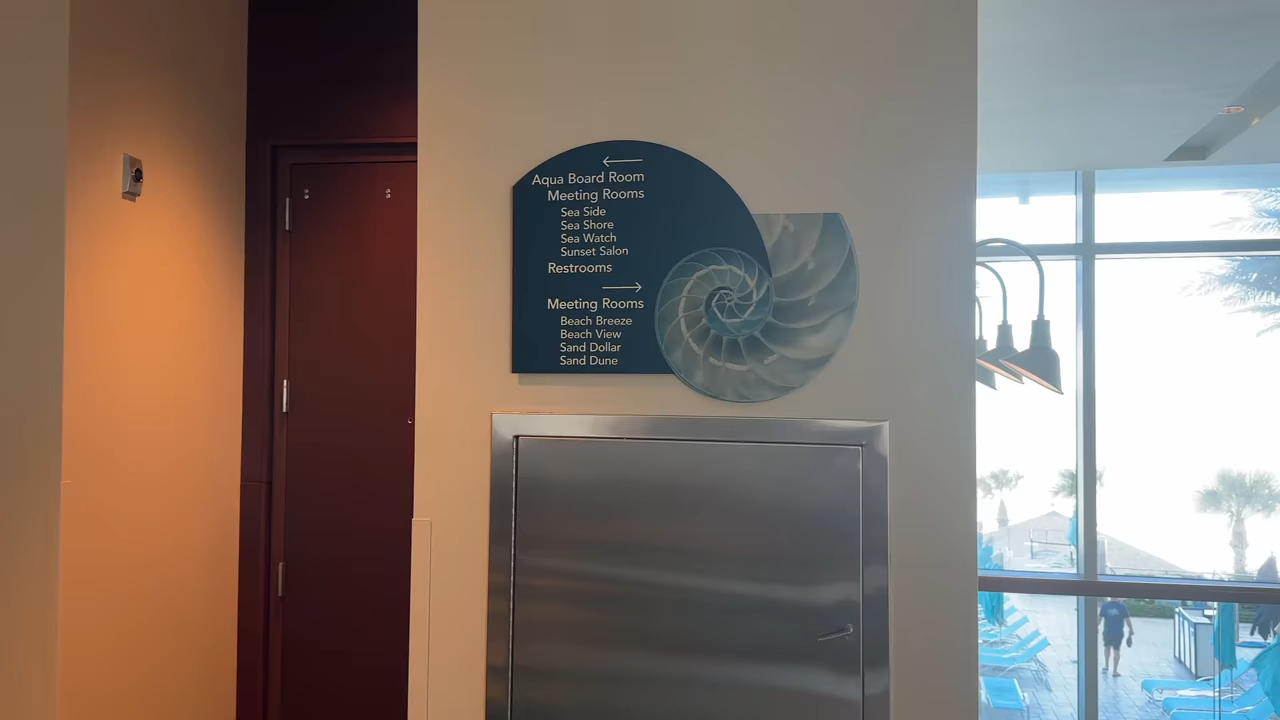 ←
Aqua Board Room
Meeting Rooms
Sea Side
Sea Shore
Sea Watch
Sunset Salon
Restrooms
→
Meeting Rooms
Beach Breeze
Beach View
Sand Dollar
Sand Dune